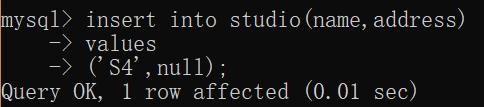 mysql> insert into studio(name,address)
    -> values
    -> ('S4',null);
Query OK, 1 row affected (0.01 sec)